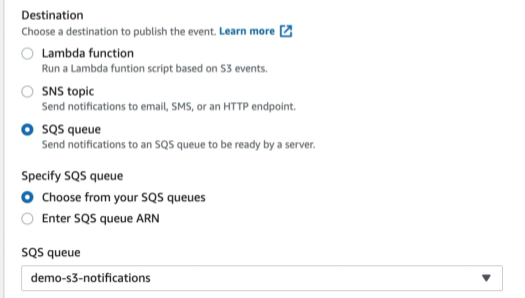 Destination
Choose a destination to publish the event. Learn more
Lambda function
Run a Lambda funtion script based on S3 events.
SNS topic
Send notifications to email, SMS, or an HTTP endpoint.
SQS queue
Send notifications to an SQS queue to be ready by a server.
Specify SQS queue
Choose from your SQS queues
Enter SQS queue ARN
SQS queue
demo-s3-notifications